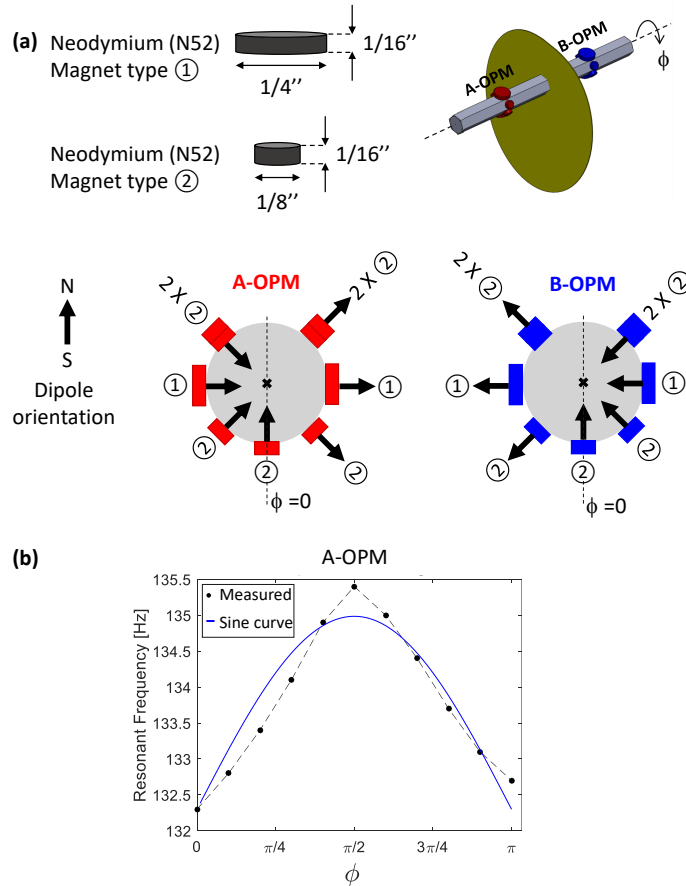 (a)
Neodymium (N52)
Magnet type ①
1/16’’
1/4’’
Neodymium (N52)
Magnet type ②
1/16’’
1/8’’
A-OPM
B-OPM
ϕ
N
S
Dipole
orientation
A-OPM
2 X ②
2 X ②
①
①
②
②
②
ϕ =0
B-OPM
2 X ②
2 X ②
①
①
②
②
②
ϕ =0
(b)
A-OPM
Resonant Frequency [Hz]
135.5
135
134.5
134
133.5
133
132.5
132
Measured
Sine curve
0
π/4
π/2
3π/4
π
ϕ